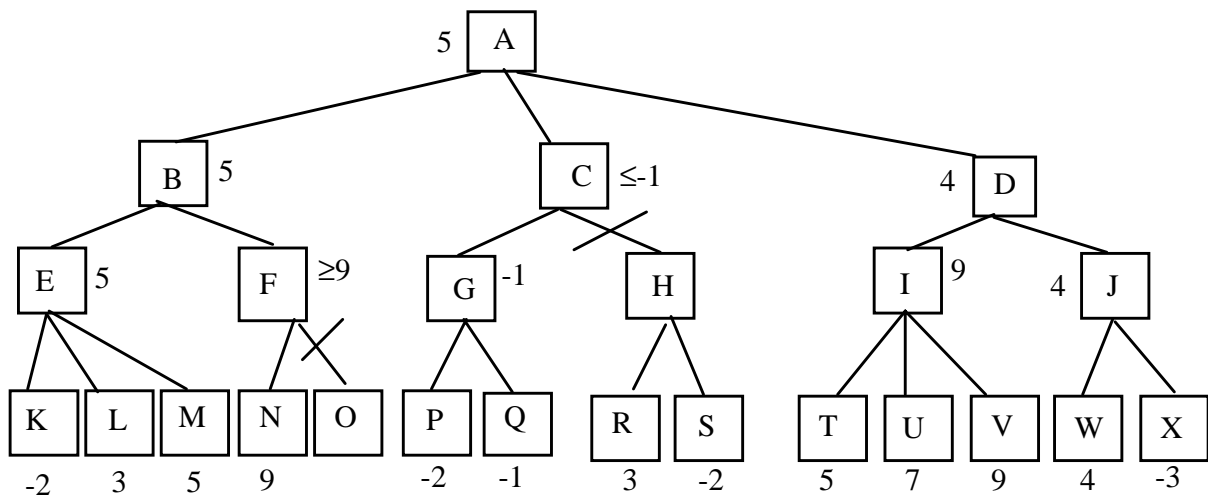 5 A
B 5 C ≤-1 4 D
E 5 F ≥9 G -1 H I 9 4 J
K L M N O P Q R S T U V W X
-2 3 5 9 -2 -1 3 -2 5 7 9 4 -3